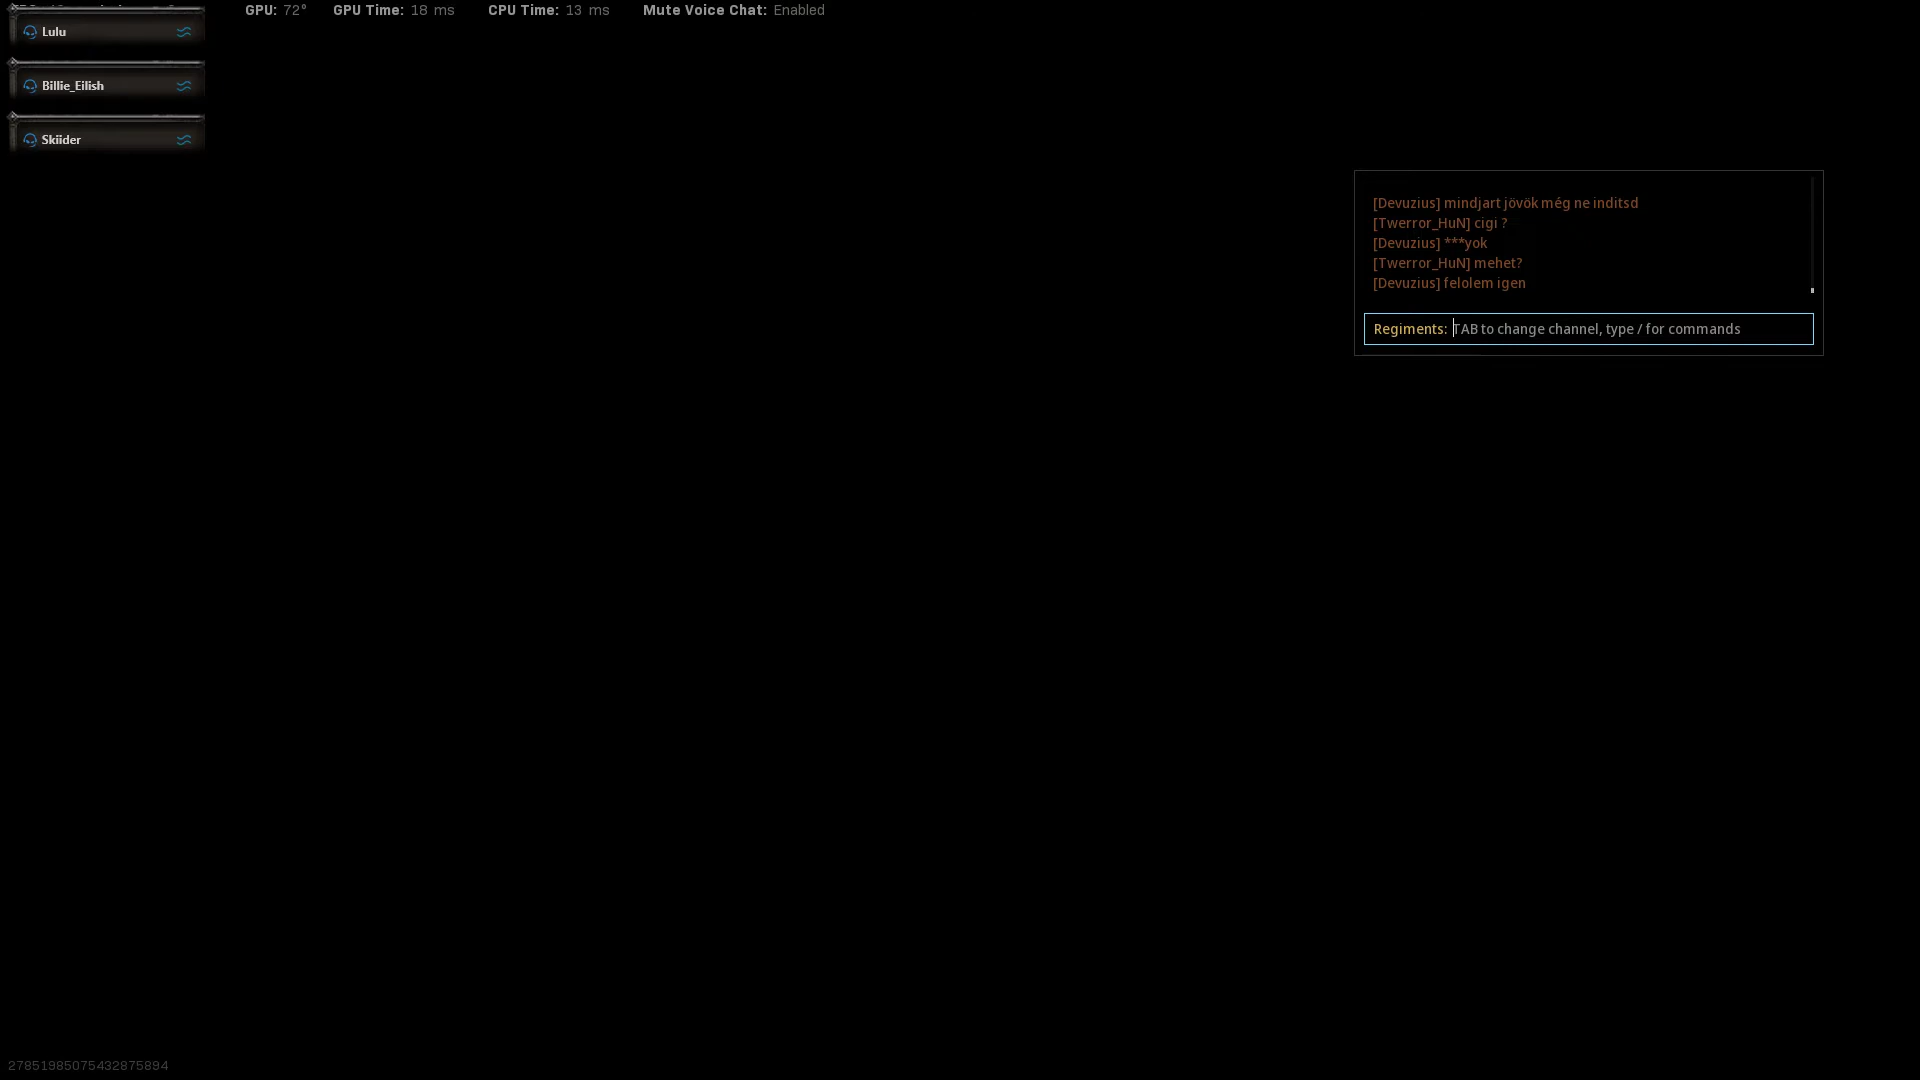 GPU: 72° GPU Time: 18 ms CPU Time: 13 ms Mute Voice Chat: Enabled
Lulu
Billie_Eilish
Skiider
[Devuzius] mindjart jövök még ne inditsd
[Twerror_HuN] cigi ?
[Devuzius] ***yok
[Twerror_HuN] mehet?
[Devuzius] felolem igen
Regiments: TAB to change channel, type / for commands
27851985075432875894